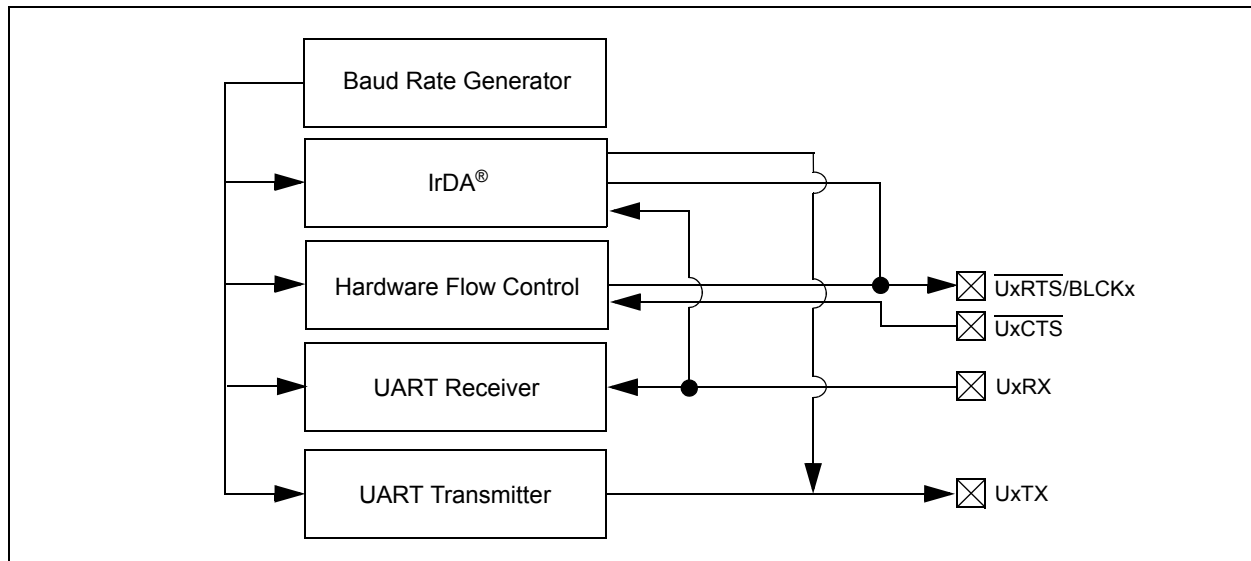 Baud Rate Generator
IrDA®
Hardware Flow Control
UxRTS/BLCKx
UxCTS
UART Receiver
UxRX
UART Transmitter
UxTX